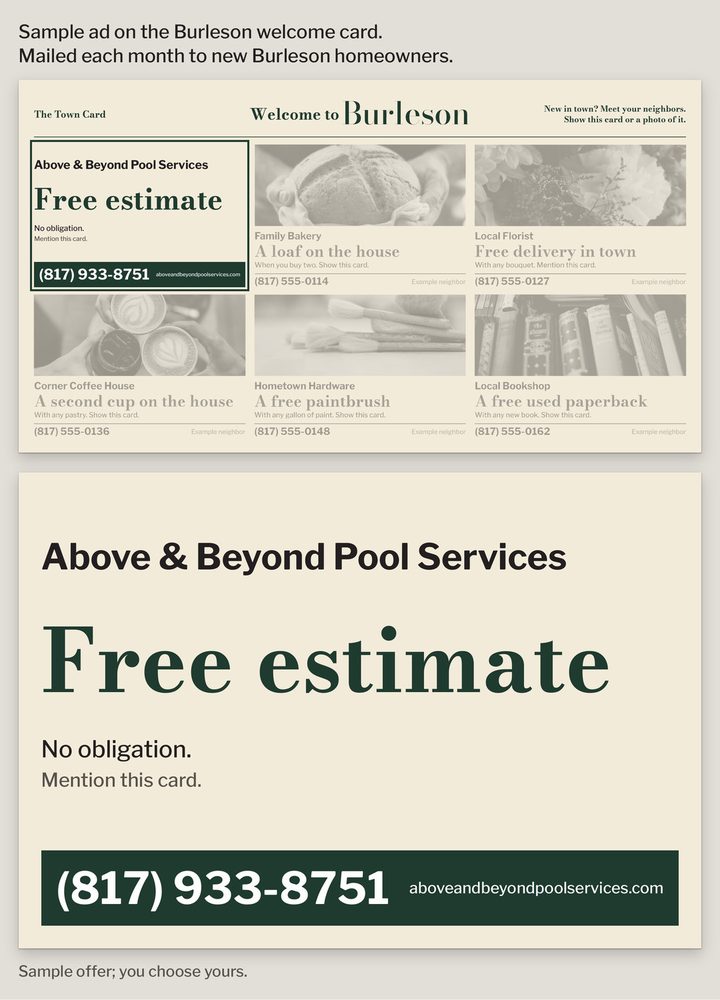 Sample ad on the Burleson welcome card.
Mailed each month to new Burleson homeowners.
The Town Card
Welcome to Burleson
New in town? Meet your neighbors.
Show this card or a photo of it.
Above & Beyond Pool Services
Free estimate
No obligation.
Mention this card.
(817) 933-8751 aboveandbeyondpoolservices.com
Family Bakery
A loaf on the house
When you buy two. Show this card.
(817) 555-0114 Example neighbor
Local Florist
Free delivery in town
With any bouquet. Mention this card.
(817) 555-0127 Example neighbor
Corner Coffee House
A second cup on the house
With any pastry. Show this card.
(817) 555-0136 Example neighbor
Hometown Hardware
A free paintbrush
With any gallon of paint. Show this card.
(817) 555-0148 Example neighbor
Local Bookshop
A free used paperback
With any new book. Show this card.
(817) 555-0162 Example neighbor
Above & Beyond Pool Services
Free estimate
No obligation.
Mention this card.
(817) 933-8751 aboveandbeyondpoolservices.com
Sample offer; you choose yours.